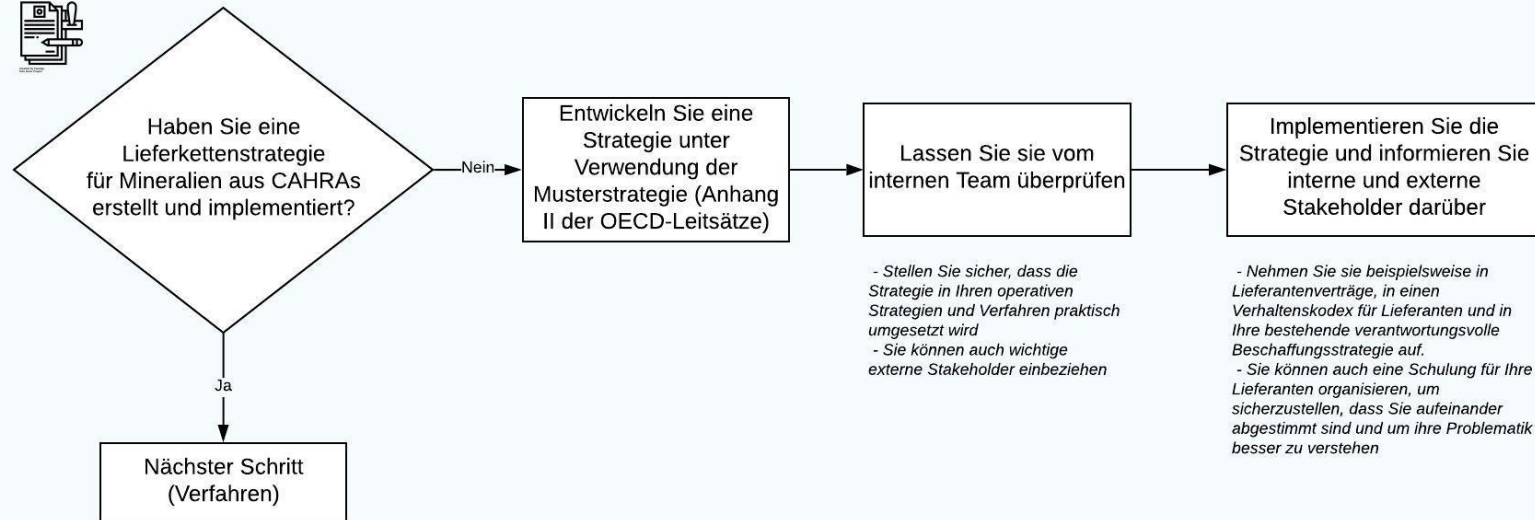 Haben Sie eine
Lieferkettenstrategie
für Mineralien aus CAHRAs
erstellt und implementiert?
Nein
Entwickeln Sie eine
Strategie unter
Verwendung der
Musterstrategie (Anhang
II der OECD-Leitsätze)
Lassen Sie sie vom
internen Team überprüfen
- Stellen Sie sicher, dass die
Strategie in Ihren operativen
Strategien und Verfahren praktisch
umgesetzt wird
- Sie können auch wichtige
externe Stakeholder einbeziehen
Implementieren Sie die
Strategie und informieren Sie
interne und externe
Stakeholder darüber
- Nehmen Sie sie beispielsweise in
Lieferantenverträge, in einen
Verhaltenskodex für Lieferanten und in
Ihre bestehende verantwortungsvolle
Beschaffungsstrategie auf.
- Sie können auch eine Schulung für Ihre
Lieferanten organisieren, um
sicherzustellen, dass Sie aufeinander
abgestimmt sind und um ihre Problematik
besser zu verstehen
Ja
Nächster Schritt
(Verfahren)